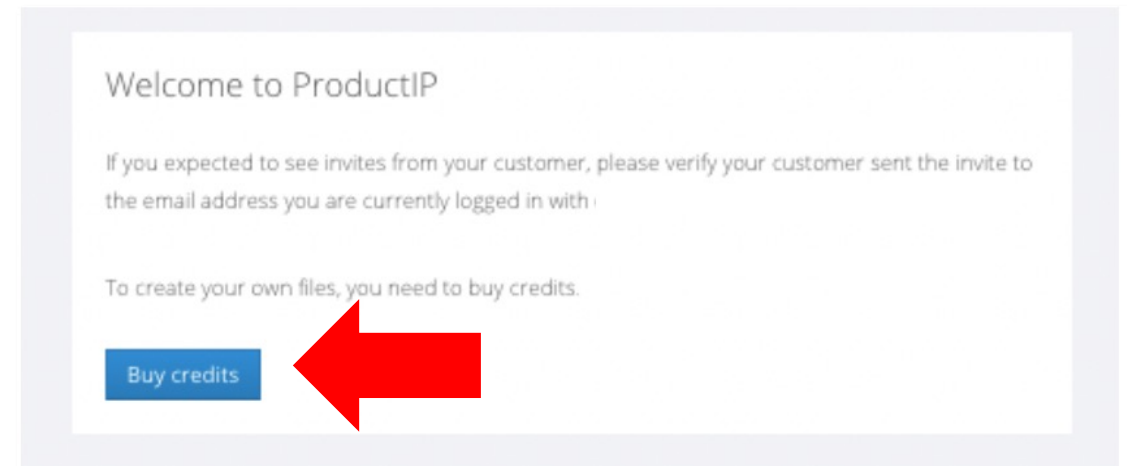 Welcome to ProductIP
If you expected to see invites from your customer, please verify your customer sent the invite to
the email address you are currently logged in with
To create your own files, you need to buy credits.
Buy credits